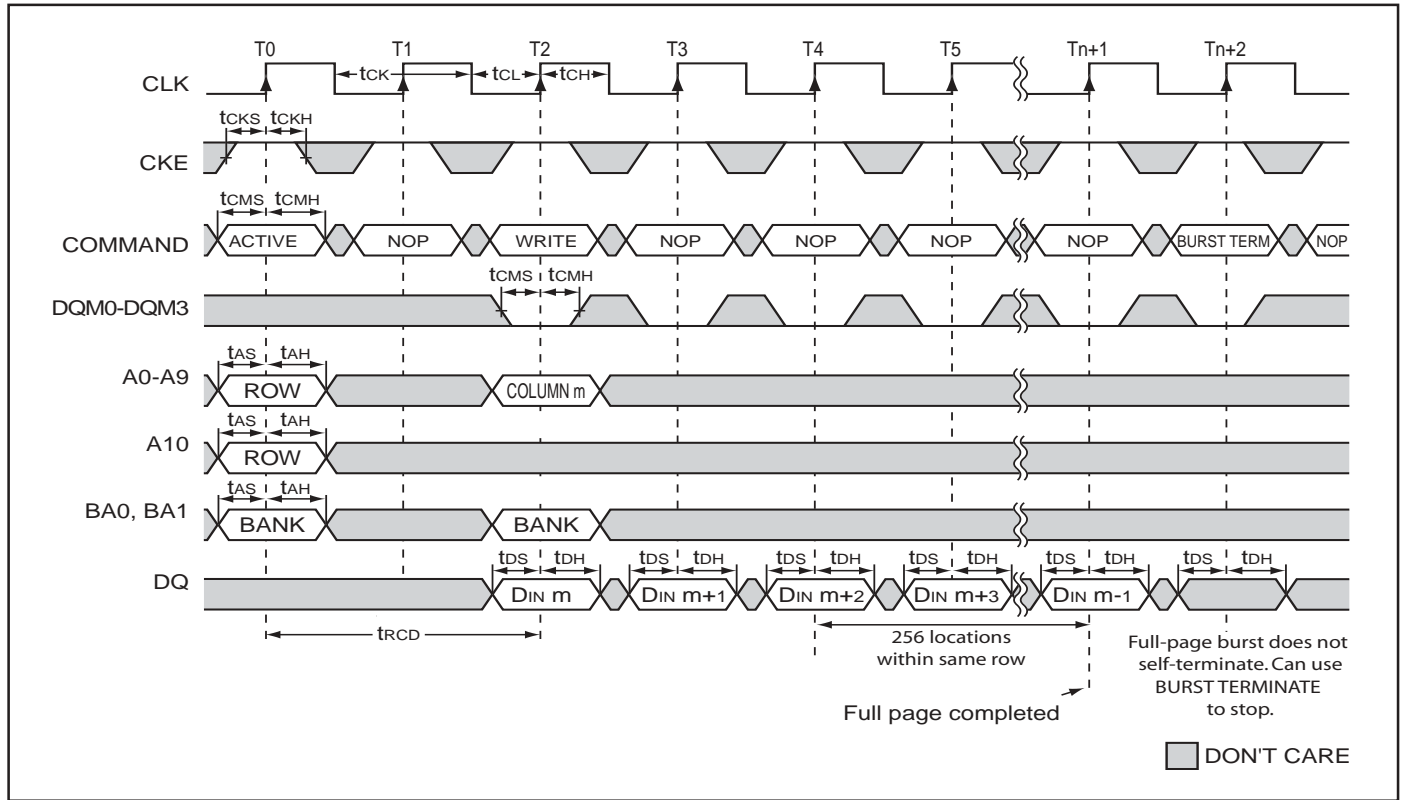 T0 T1 T2 T3 T4 T5 Tn+1 Tn+2
CLK tCK tCL tCH
tCKS tCKH
CKE
tCMS tCMH
COMMAND ACTIVE NOP WRITE NOP NOP NOP NOP BURST TERM NOP
tCMS tCMH
DQM0-DQM3
tAS tAH
A0-A9 ROW COLUMN m
tAS tAH
A10 ROW
tAS tAH
BA0, BA1 BANK BANK
tDS tDH tDS tDH tDS tDH tDS tDH tDS tDH tDS tDH
DQ DIN m DIN m+1 DIN m+2 DIN m+3 DIN m-1
tRCD
256 locations
within same row
Full page completed
Full-page burst does not
self-terminate. Can use
BURST TERMINATE
to stop.
DON'T CARE